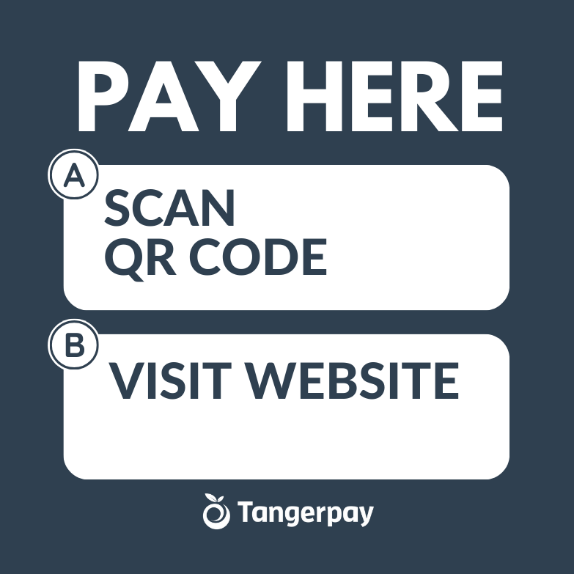 PAY HERE
A
SCAN
QR CODE
B
VISIT WEBSITE
Tangerpay